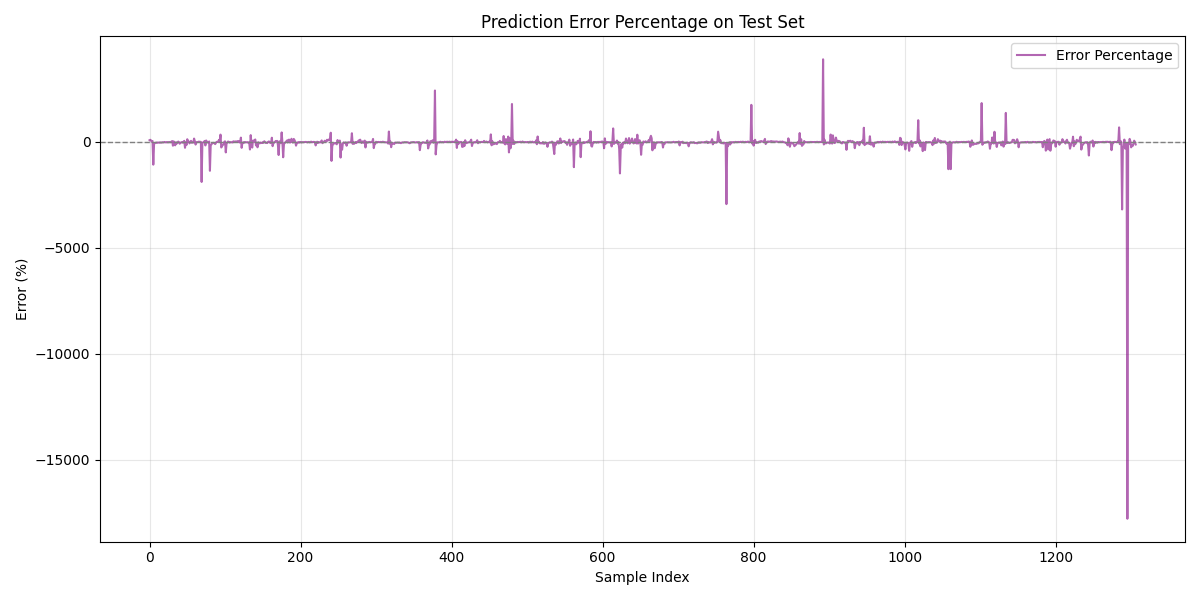 Prediction Error Percentage on Test Set
Error Percentage
0
−5000
−10000
−15000
Error (%)
0
200
400
600
800
1000
1200
Sample Index